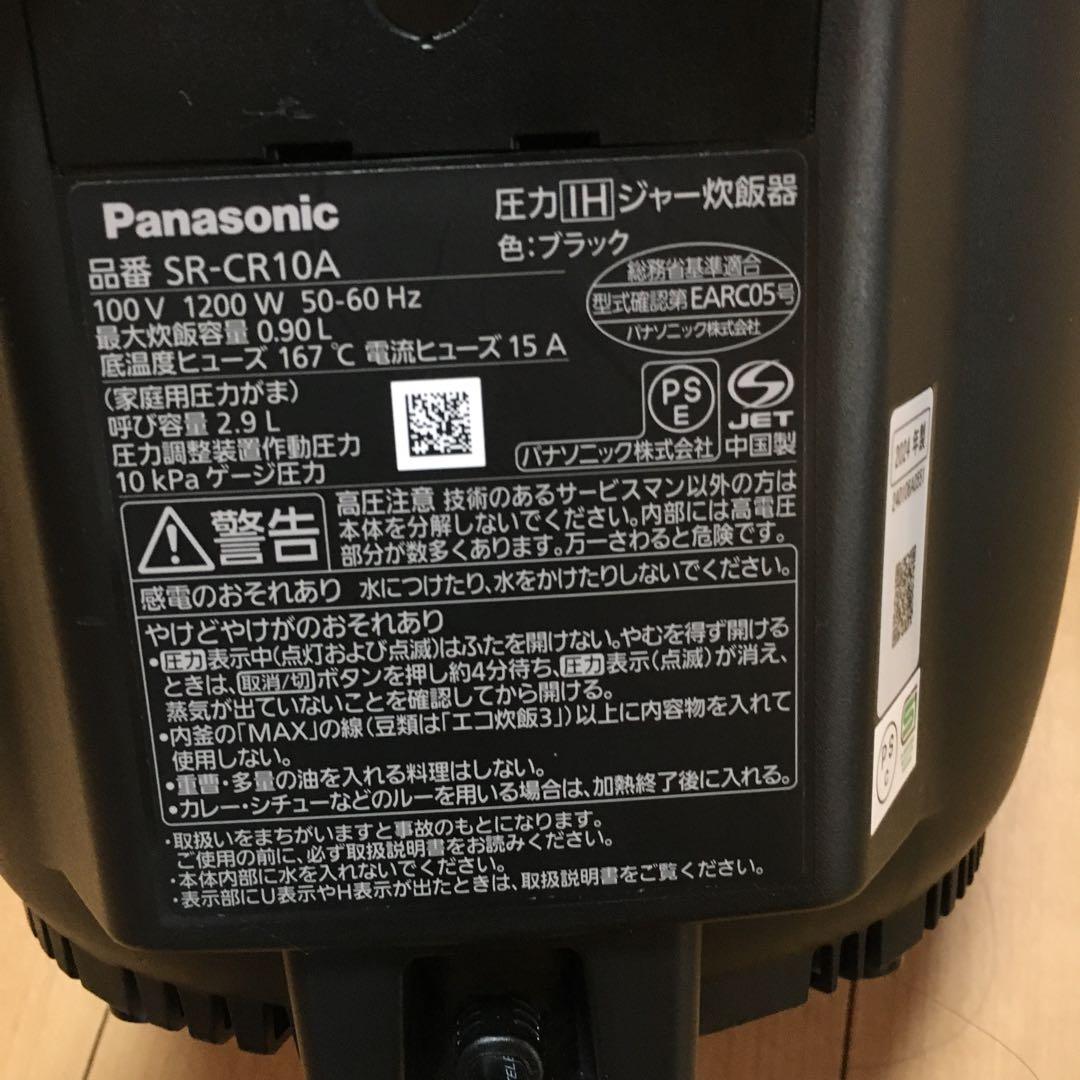 Panasonic
圧力IHジャー炊飯器
品番 SR-CR10A
色:ブラック
100 V 1200 W 50-60 Hz
最大炊飯容量 0.90 L
底温度ヒューズ 167 ℃ 電流ヒューズ 15 A
総務省基準適合
型式確認第EARC05号
パナソニック株式会社
(家庭用圧力がま)
呼び容量 2.9 L
圧力調整装置作動圧力
10 kPa ゲージ圧力
PS
E
JET
パナソニック株式会社
中国製
警告
高圧注意 技術のあるサービスマン以外の方は
本体を分解しないでください。内部には高電圧
部分が数多くあります。万一さわると危険です。
感電のおそれあり 水につけたり、水をかけたりしないでください。
やけどやけがのおそれあり
・圧力表示中(点灯および点滅)はふたを開けない。やむを得ず開ける
ときは、取消/切ボタンを押し約4分待ち、圧力表示(点滅)が消え、
蒸気が出ていないことを確認してから開ける。
・内釜の「MAX」の線(豆類は「エコ炊飯3」)以上に内容物を入れて
使用しない。
・重曹・多量の油を入れる料理はしない。
・カレー・シチューなどのルーを用いる場合は、加熱終了後に入れる。
・取扱いをまちがいますと事故のもとになります。
ご使用の前に、必ず取扱説明書をお読みください。
・本体内部に水を入れないでください。
・表示部にU表示やH表示が出たときは、取扱説明書をご覧ください。
2024 年製
PS
C